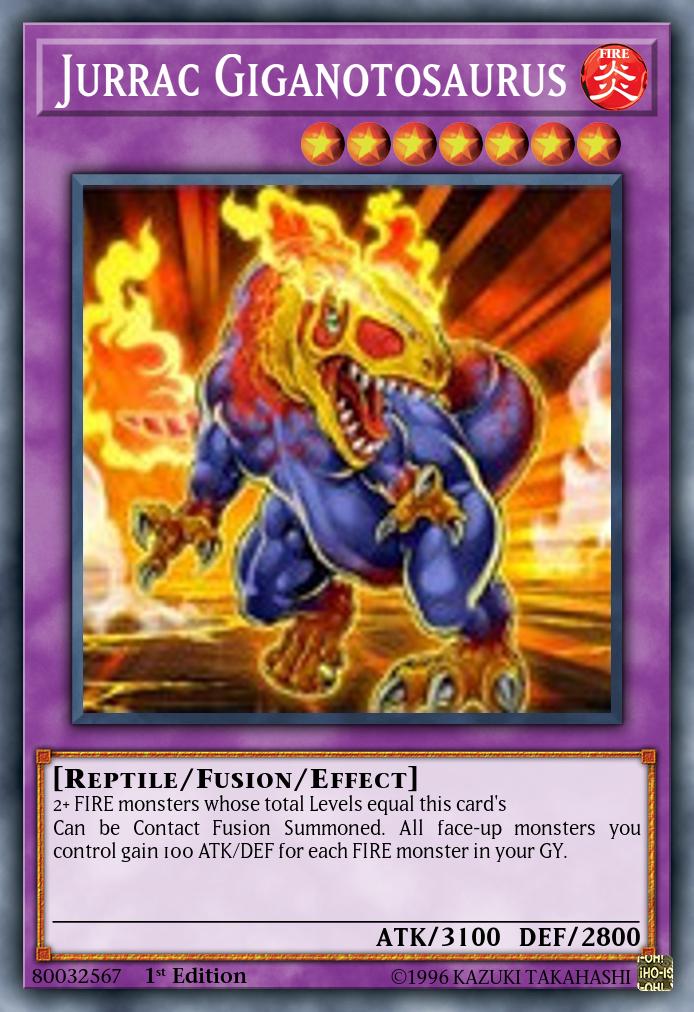 JURRAC GIGANOTOSAURUS
FIRE
炎
[REPTILE/FUSION/EFFECT]
2+ FIRE monsters whose total Levels equal this card's
Can be Contact Fusion Summoned. All face-up monsters you
control gain 100 ATK/DEF for each FIRE monster in your GY.
ATK/3100 DEF/2800
80032567 1st Edition ©1996 KAZUKI TAKAHASHI